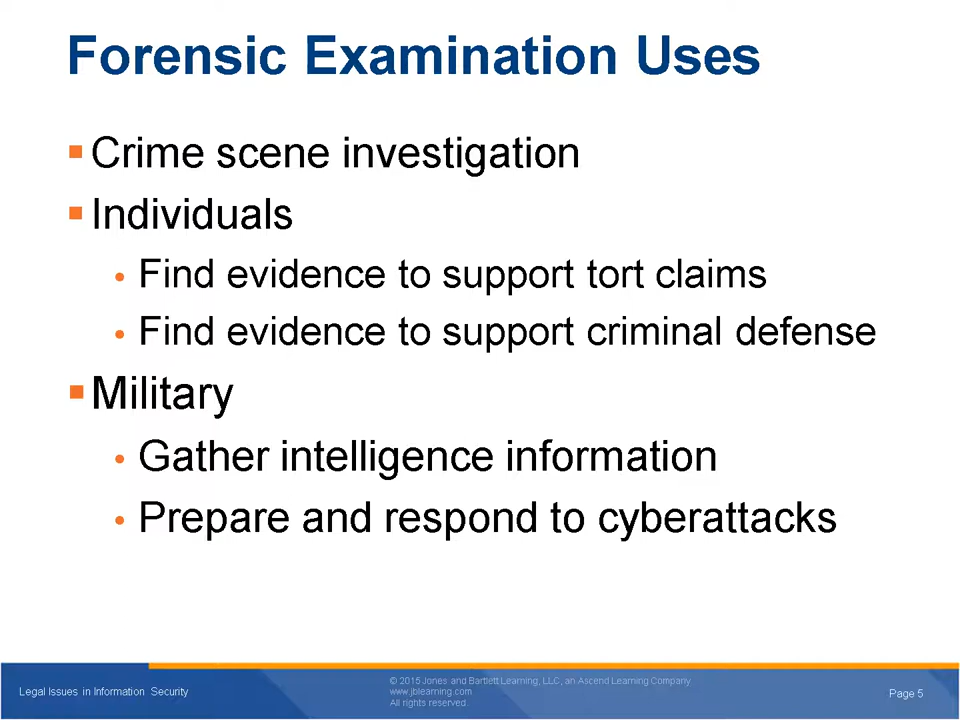 Forensic Examination Uses
Crime scene investigation
Individuals
Find evidence to support tort claims
Find evidence to support criminal defense
Military
Gather intelligence information
Prepare and respond to cyberattacks
Legal Issues in Information Security
© 2015 Jones and Bartlett Learning, LLC, an Ascend Learning Company
www.jblearning.com
All rights reserved.
Page 5